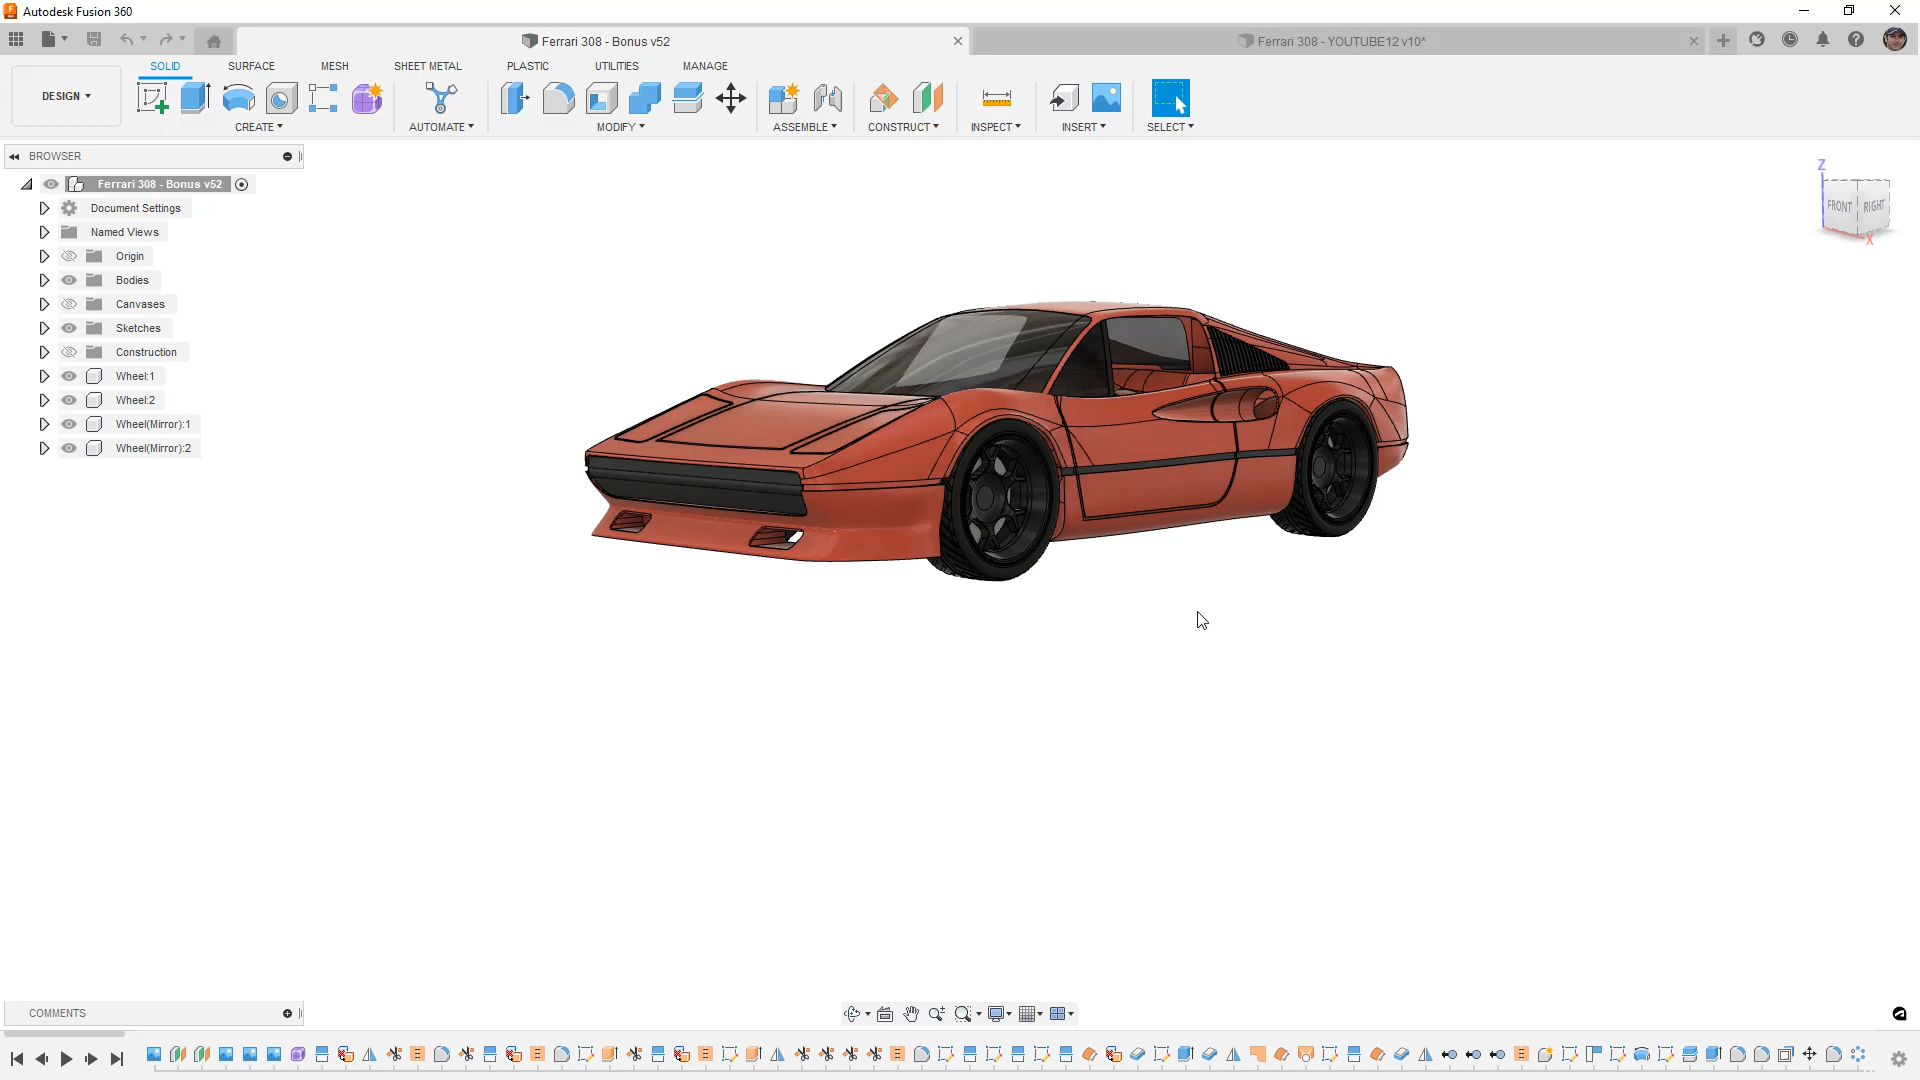 Autodesk Fusion 360
Ferrari 308 - Bonus v52
Ferrari 308 - YOUTUBE12 v10*
DESIGN
SOLID
SURFACE
MESH
SHEET METAL
PLASTIC
UTILITIES
MANAGE
CREATE
AUTOMATE
MODIFY
ASSEMBLE
CONSTRUCT
INSPECT
INSERT
SELECT
BROWSER
Ferrari 308 - Bonus v52
Document Settings
Named Views
Origin
Bodies
Canvases
Sketches
Construction
Wheel:1
Wheel:2
Wheel(Mirror):1
Wheel(Mirror):2
Z
FRONT
RIGHT
X
COMMENTS